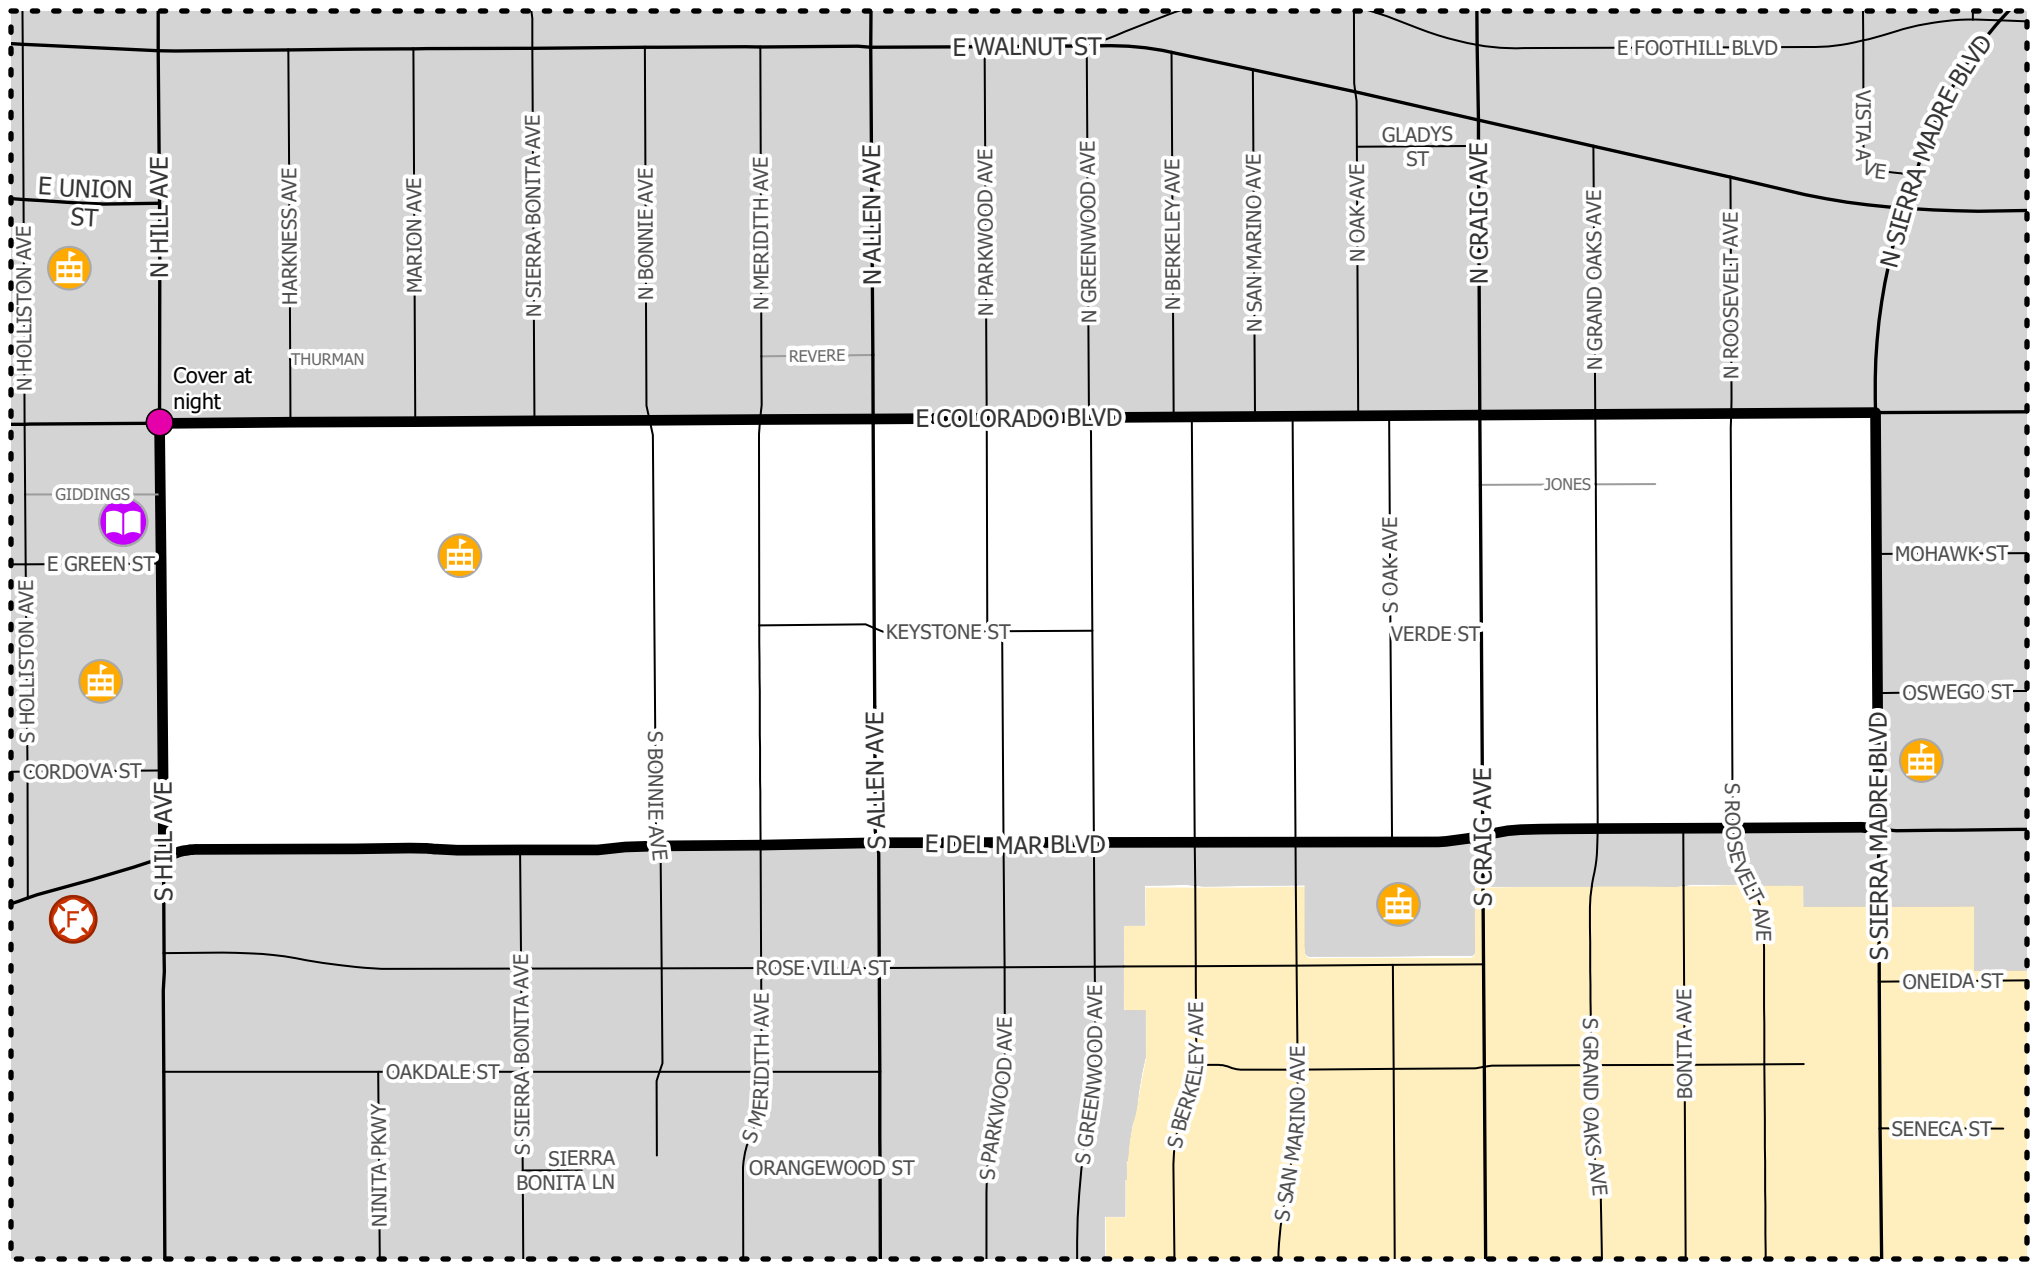 E WALNUT ST
E FOOTHILL BLVD
N SIERRA MADRE BLVD
VISTA AVE
GLADYS
ST
E UNION
ST
N HOLLISTON AVE
N HILL AVE
HARKNESS AVE
MARION AVE
N SIERRA BONITA AVE
N BONNIE AVE
N MERIDITH AVE
N ALLEN AVE
N PARKWOOD AVE
N GREENWOOD AVE
N BERKELEY AVE
N SAN MARINO AVE
N OAK AVE
N CRAIG AVE
N GRAND OAKS AVE
N ROOSEVELT AVE
THURMAN
REVERE
Cover at
night
E COLORADO BLVD
GIDDINGS
JONES
E GREEN ST
MOHAWK ST
S HOLLISTON AVE
S OAK AVE
KEYSTONE ST
VERDE ST
OSWEGO ST
CORDOVA ST
S HILL AVE
S BONNIE AVE
S ALLEN AVE
E DEL MAR BLVD
S CRAIG AVE
S ROOSEVELT AVE
S SIERRA MADRE BLVD
F
ROSE VILLA ST
ONEIDA ST
S SIERRA BONITA AVE
S MERIDITH AVE
S PARKWOOD AVE
S GREENWOOD AVE
S BERKELEY AVE
S SAN MARINO AVE
S GRAND OAKS AVE
BONITA AVE
OAKDALE ST
NINITA PKWY
SENECA ST
SIERRA
BONITA LN
ORANGEWOOD ST